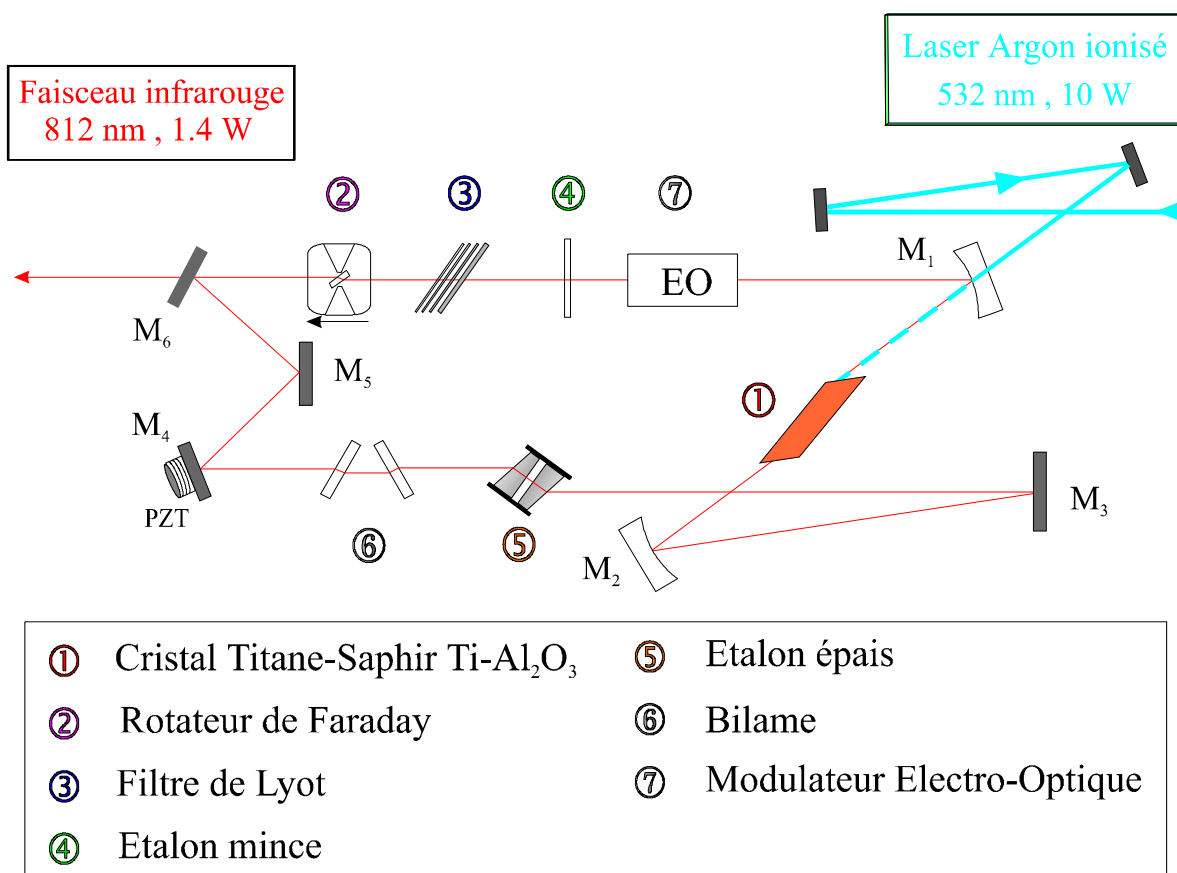 Laser Argon ionisé
532 nm , 10 W
Faisceau infrarouge
812 nm , 1.4 W
② ③ ④ ⑦
M₁
EO
M₆
M₅
①
M₄
PZT
⑥
⑤
M₂
M₃
① Cristal Titane-Saphir Ti-Al₂O₃
② Rotateur de Faraday
③ Filtre de Lyot
④ Etalon mince
⑤ Etalon épais
⑥ Bilame
⑦ Modulateur Electro-Optique